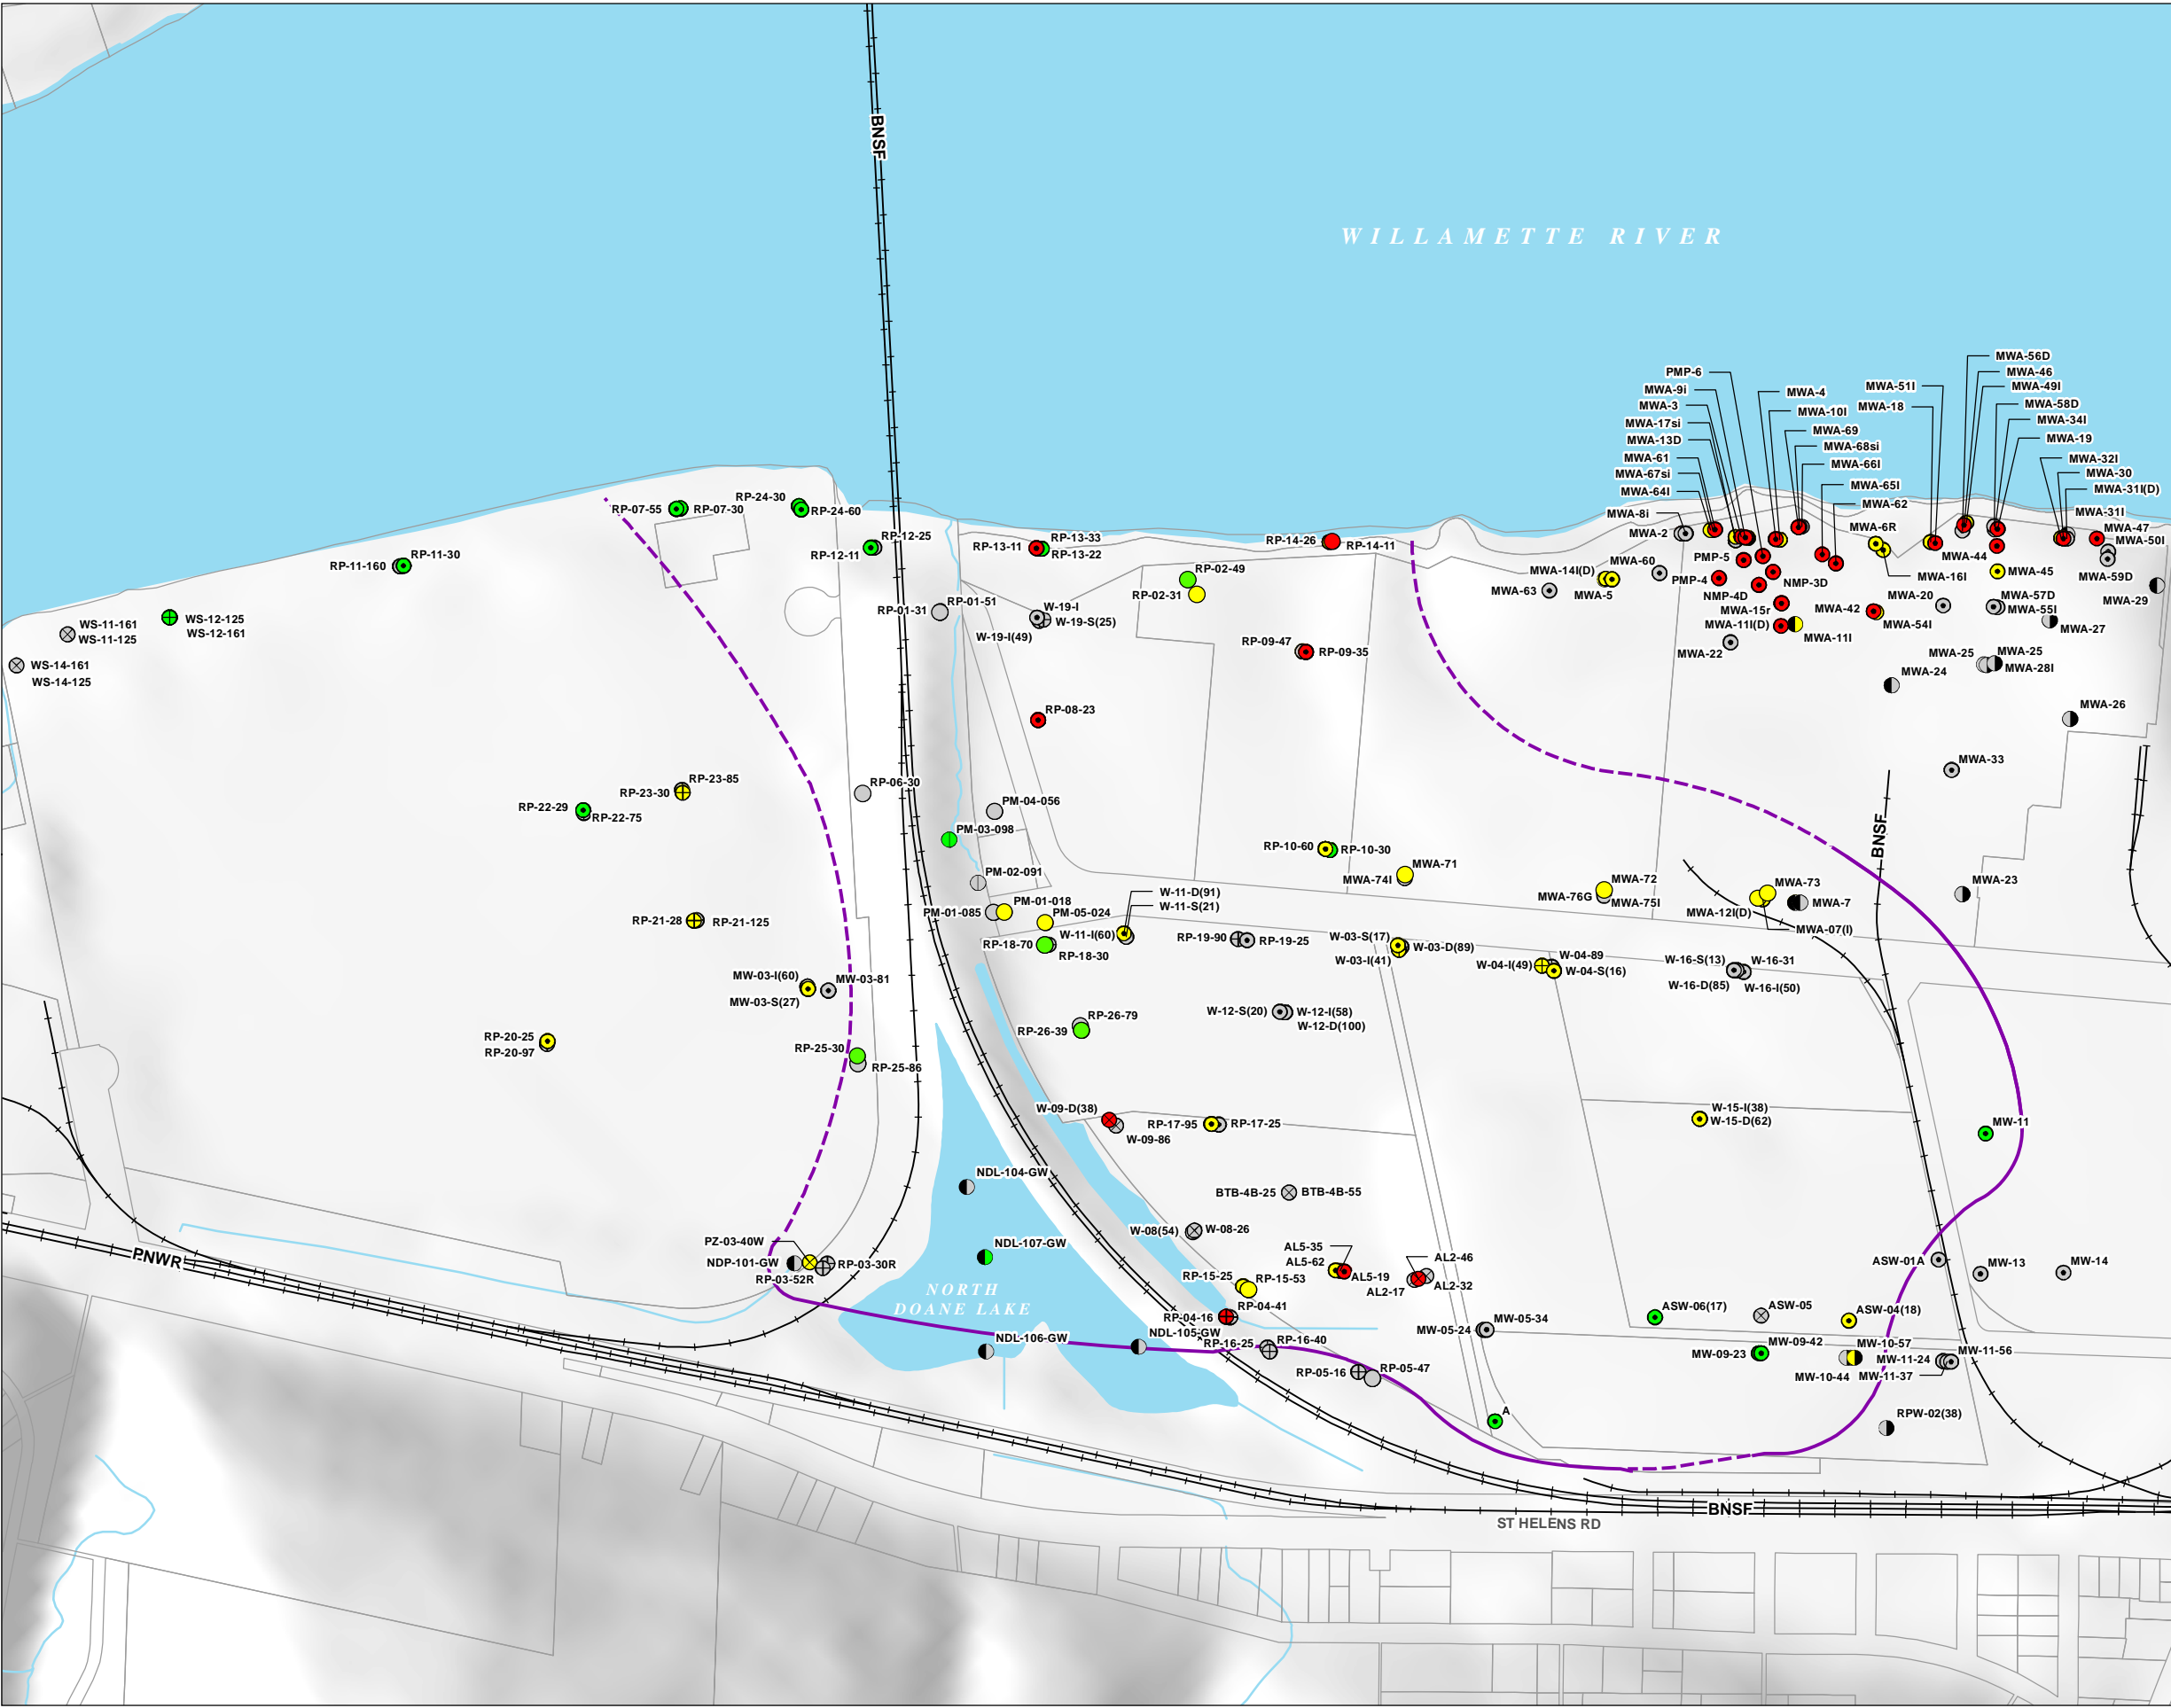 BNSF
WILLAMETTE RIVER
MWA-56D
MWA-46
MWA-49I
MWA-58D
MWA-34I
MWA-19
MWA-32I
MWA-30
MWA-31I(D)
MWA-31I
MWA-47
MWA-50I
MWA-59D
MWA-29
PMP-6
MWA-9i
MWA-3
MWA-17si
MWA-13D
MWA-61
MWA-67si
MWA-64I
MWA-8i
MWA-2
MWA-4
MWA-10I
MWA-69
MWA-68si
MWA-66I
MWA-65I
MWA-62
MWA-51I
MWA-18
MWA-6R
MWA-16I
MWA-44
MWA-45
MWA-57D
MWA-55I
MWA-20
MWA-27
MWA-60
MWA-14I(D)
MWA-5
MWA-63
PMP-5
PMP-4
NMP-3D
NMP-4D
MWA-15r
MWA-11I(D)
MWA-11I
MWA-42
MWA-54I
MWA-22
MWA-25
MWA-25
MWA-28I
MWA-24
MWA-26
MWA-33
RP-24-30
RP-24-60
RP-07-55
RP-07-30
RP-12-25
RP-12-11
RP-11-30
RP-11-160
RP-13-33
RP-13-11
RP-13-22
RP-14-26
RP-14-11
RP-02-49
RP-02-31
RP-01-51
RP-01-31
W-19-I
W-19-S(25)
W-19-I(49)
WS-12-125
WS-12-161
WS-11-161
WS-11-125
WS-14-161
WS-14-125
RP-09-47
RP-09-35
RP-08-23
RP-23-85
RP-23-30
RP-06-30
RP-22-29
RP-22-75
PM-04-056
PM-03-098
PM-02-091
RP-10-60
RP-10-30
MWA-71
MWA-74I
MWA-72
MWA-76G
MWA-75I
MWA-73
MWA-12I(D)
MWA-7
MWA-07(I)
BNSF
MWA-23
PM-01-018
PM-01-085
PM-05-024
W-11-D(91)
W-11-S(21)
W-11-I(60)
RP-21-28
RP-21-125
RP-18-70
RP-18-30
RP-19-90
RP-19-25
W-03-S(17)
W-03-D(89)
W-03-I(41)
W-04-89
W-04-I(49)
W-04-S(16)
W-16-S(13)
W-16-31
W-16-D(85)
W-16-I(50)
MW-03-I(60)
MW-03-81
MW-03-S(27)
W-12-S(20)
W-12-I(58)
W-12-D(100)
RP-26-79
RP-26-39
RP-20-25
RP-20-97
RP-25-30
RP-25-86
W-09-D(38)
W-09-86
RP-17-95
RP-17-25
W-15-I(38)
W-15-D(62)
MW-11
NDL-104-GW
BTB-4B-25
BTB-4B-55
W-08(54)
W-08-26
PZ-03-40W
NDP-101-GW
RP-03-30R
RP-03-52R
PNWR
NDL-107-GW
NORTH
DOANE LAKE
AL5-35
AL5-62
AL5-19
AL2-46
AL2-17
AL2-32
RP-15-25
RP-15-53
RP-04-16
RP-04-41
ASW-01A
MW-13
MW-14
ASW-06(17)
ASW-05
ASW-04(18)
MW-05-34
MW-05-24
NDL-106-GW
NDL-105-GW
RP-16-25
RP-16-40
MW-09-42
MW-09-23
MW-10-57
MW-10-44
MW-11-24
MW-11-56
MW-11-37
RP-05-16
RP-05-47
A
RPW-02(38)
BNSF
ST HELENS RD